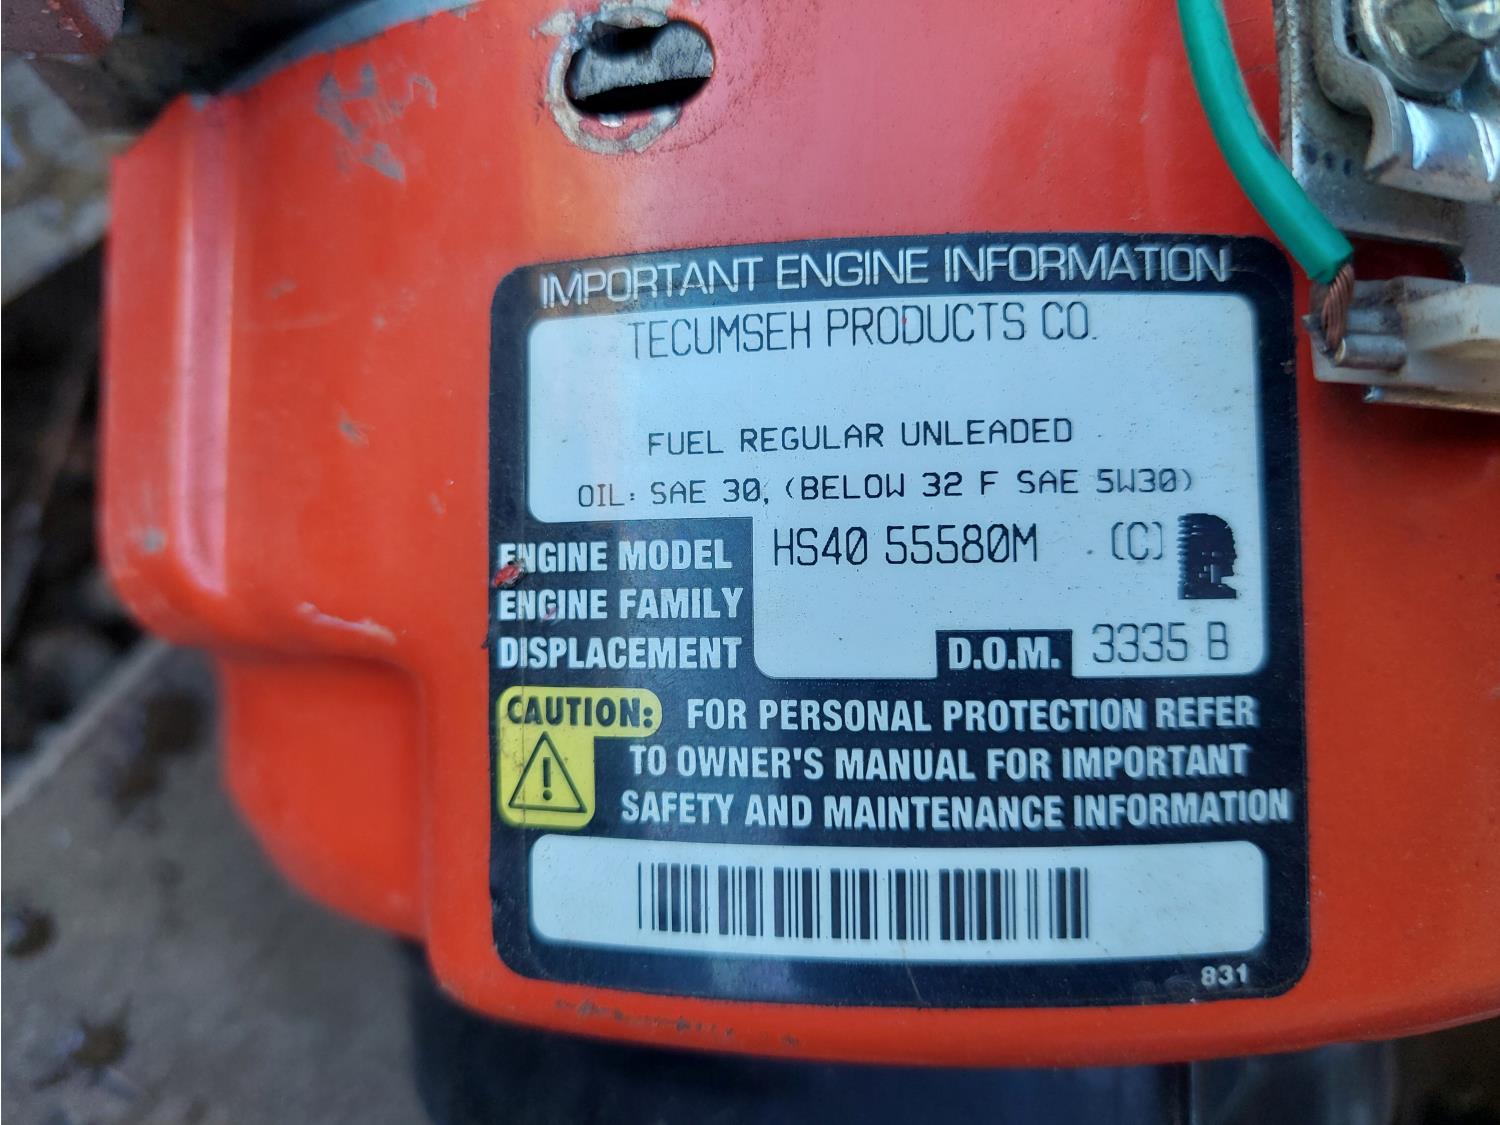 IMPORTANT ENGINE INFORMATION
TECUMSEH PRODUCTS CO.
FUEL REGULAR UNLEADED
OIL: SAE 30, (BELOW 32 F SAE 5W30)
ENGINE MODEL HS40 55580M (C)
ENGINE FAMILY
DISPLACEMENT D.O.M. 3335 B
CAUTION: FOR PERSONAL PROTECTION REFER
TO OWNER'S MANUAL FOR IMPORTANT
SAFETY AND MAINTENANCE INFORMATION
831